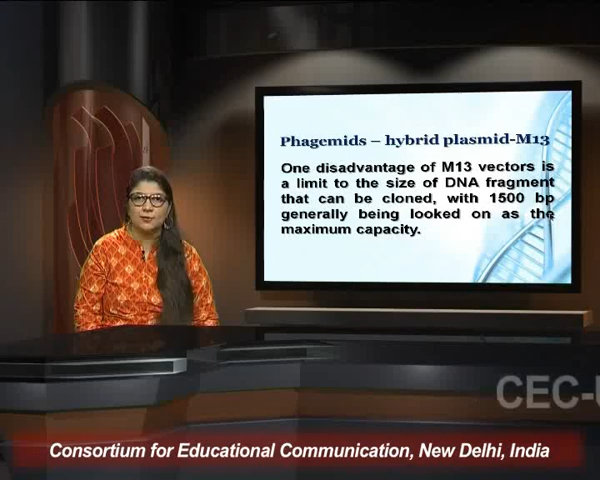 Phagemids – hybrid plasmid-M13
One disadvantage of M13 vectors is
a limit to the size of DNA fragment
that can be cloned, with 1500 bp
generally being looked on as the
maximum capacity.
CEC-U
Consortium for Educational Communication, New Delhi, India